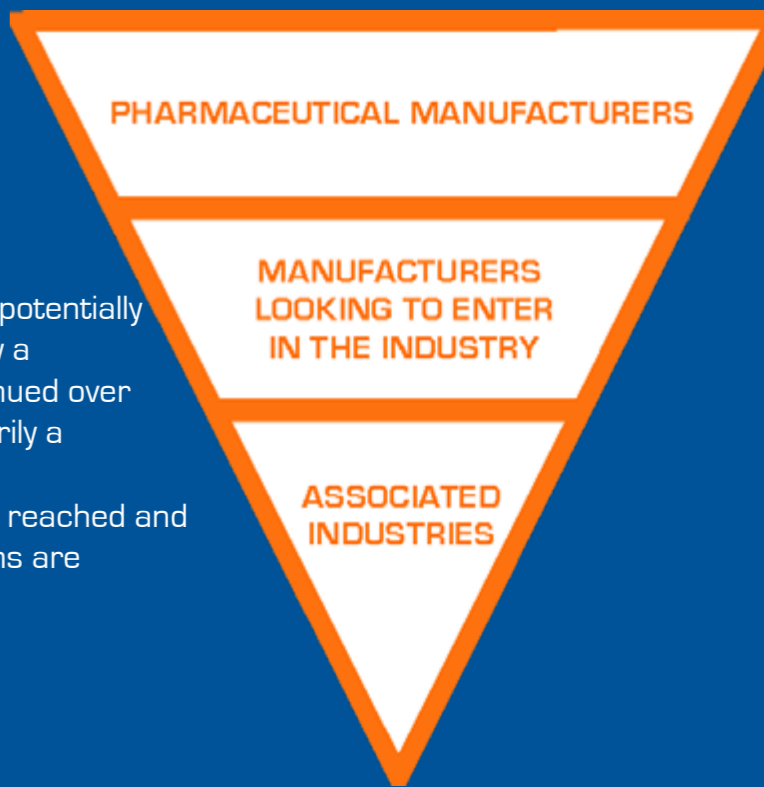 PHARMACEUTICAL MANUFACTURERS
MANUFACTURERS
LOOKING TO ENTER
IN THE INDUSTRY
ASSOCIATED
INDUSTRIES
potentially
a
nued over
rily a
reached and
ns are